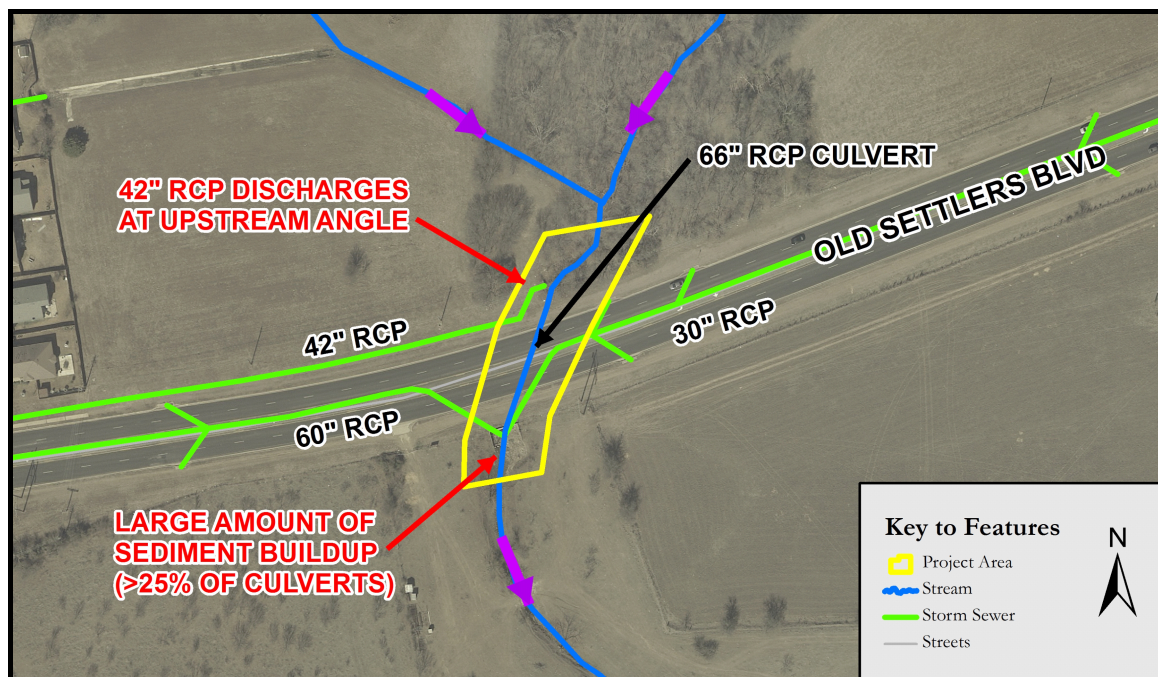 66" RCP CULVERT
42" RCP DISCHARGES
AT UPSTREAM ANGLE
OLD SETTLERS BLVD
42" RCP
30" RCP
60" RCP
LARGE AMOUNT OF
SEDIMENT BUILDUP
(>25% OF CULVERTS)
Key to Features
Project Area
Stream
Storm Sewer
Streets
N